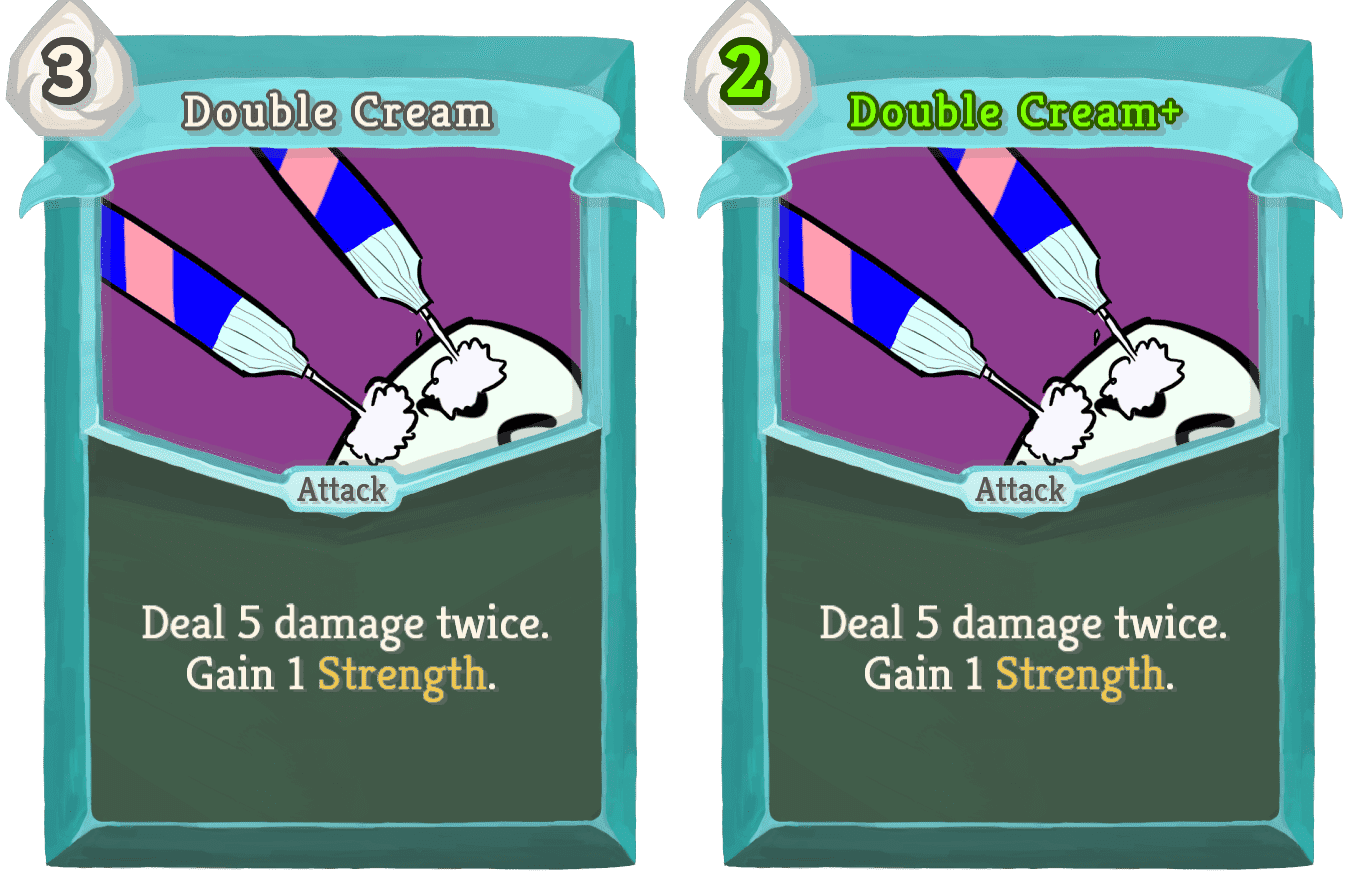 3
Double Cream
Attack
Deal 5 damage twice.
Gain 1 Strength.
2
Double Cream+
Attack
Deal 5 damage twice.
Gain 1 Strength.